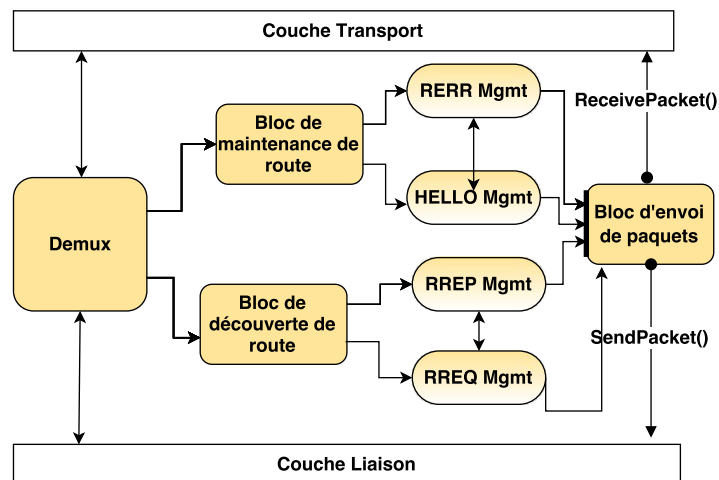 Couche Transport
RERR Mgmt
ReceivePacket()
Bloc de
maintenance de
route
HELLO Mgmt
Bloc d'envoi
de paquets
Demux
RREP Mgmt
Bloc de
découverte de
route
SendPacket()
RREQ Mgmt
Couche Liaison